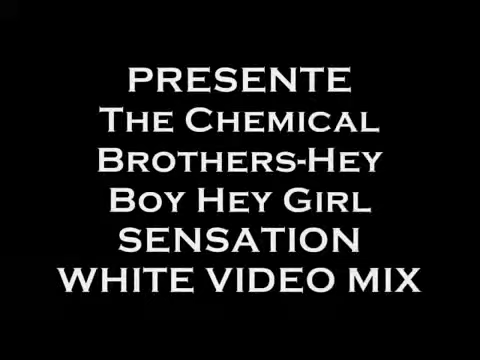 PRESENTE
The Chemical
Brothers-Hey
Boy Hey Girl
SENSATION
WHITE VIDEO MIX